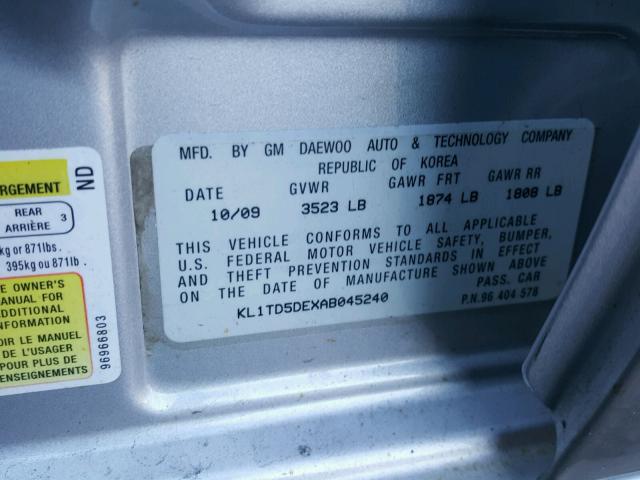 RGEMENT
ND
REAR
ARRIÈRE 3
kg or 871lbs.
395kg ou 871lb.
E OWNER'S
MANUAL FOR
ADDITIONAL
INFORMATION
OIR LE MANUEL
DE L'USAGER
POUR PLUS DE
ENSEIGNEMENTS
96966803
MFD. BY GM DAEWOO AUTO & TECHNOLOGY COMPANY
REPUBLIC OF KOREA
DATE GVWR GAWR FRT GAWR RR
10/09 3523 LB 1874 LB 1808 LB
THIS VEHICLE CONFORMS TO ALL APPLICABLE
U.S. FEDERAL MOTOR VEHICLE SAFETY, BUMPER,
AND THEFT PREVENTION STANDARDS IN EFFECT
ON THE DATE OF MANUFACTURE SHOWN ABOVE
PASS. CAR
KL1TD5DEXAB045240
P.N.96 404 578